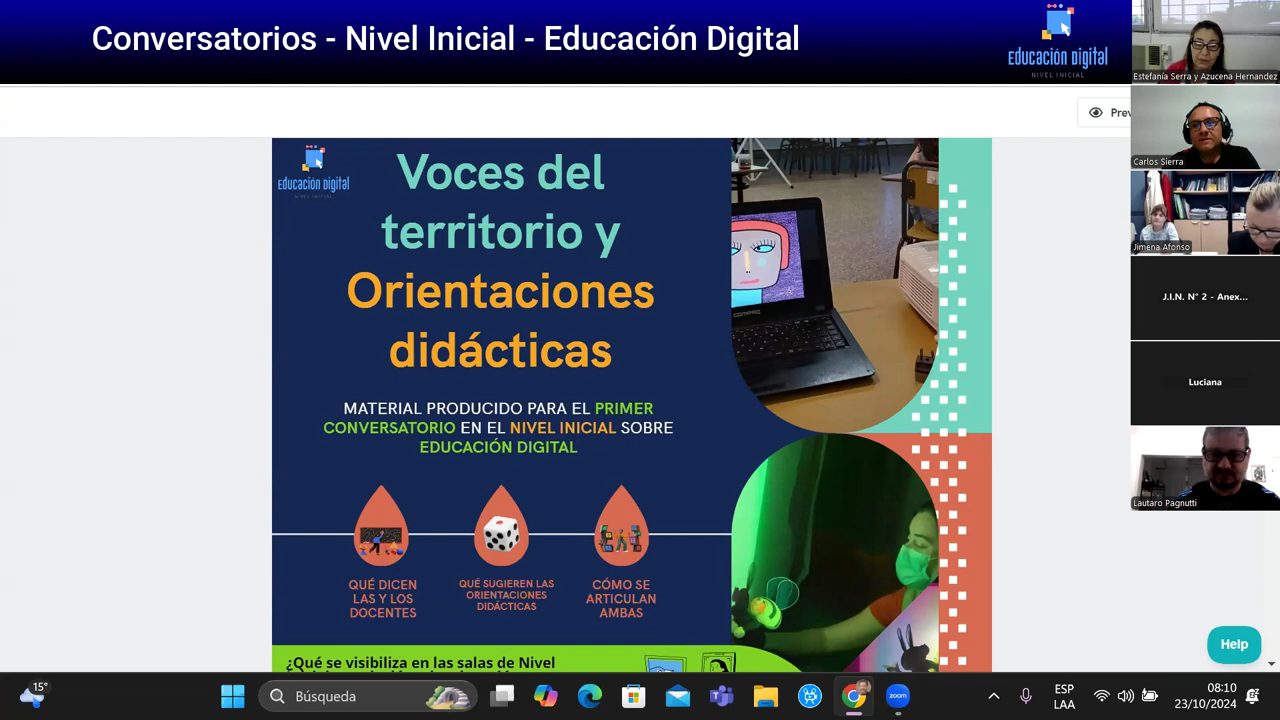 Conversatorios - Nivel Inicial - Educación Digital
educación digital
NIVEL INICIAL
Estefanía Serra y Azucena Hernandez
Carlos Sierra
Jimena Afonso
J.I.N. N° 2 - Anex...
Luciana
Lautaro Pagnutti
Prev
educación digital
Voces del
territorio y
Orientaciones
didácticas
MATERIAL PRODUCIDO PARA EL PRIMER
CONVERSATORIO EN EL NIVEL INICIAL SOBRE
EDUCACIÓN DIGITAL
COMPAQ
QUÉ DICEN
LAS Y LOS
DOCENTES
QUÉ SUGIEREN LAS
ORIENTACIONES
DIDÁCTICAS
CÓMO SE
ARTICULAN
AMBAS
¿Qué se visibiliza en las salas de Nivel
Help
15°
Búsqueda
zoom
ESP
LAA
08:10
23/10/2024